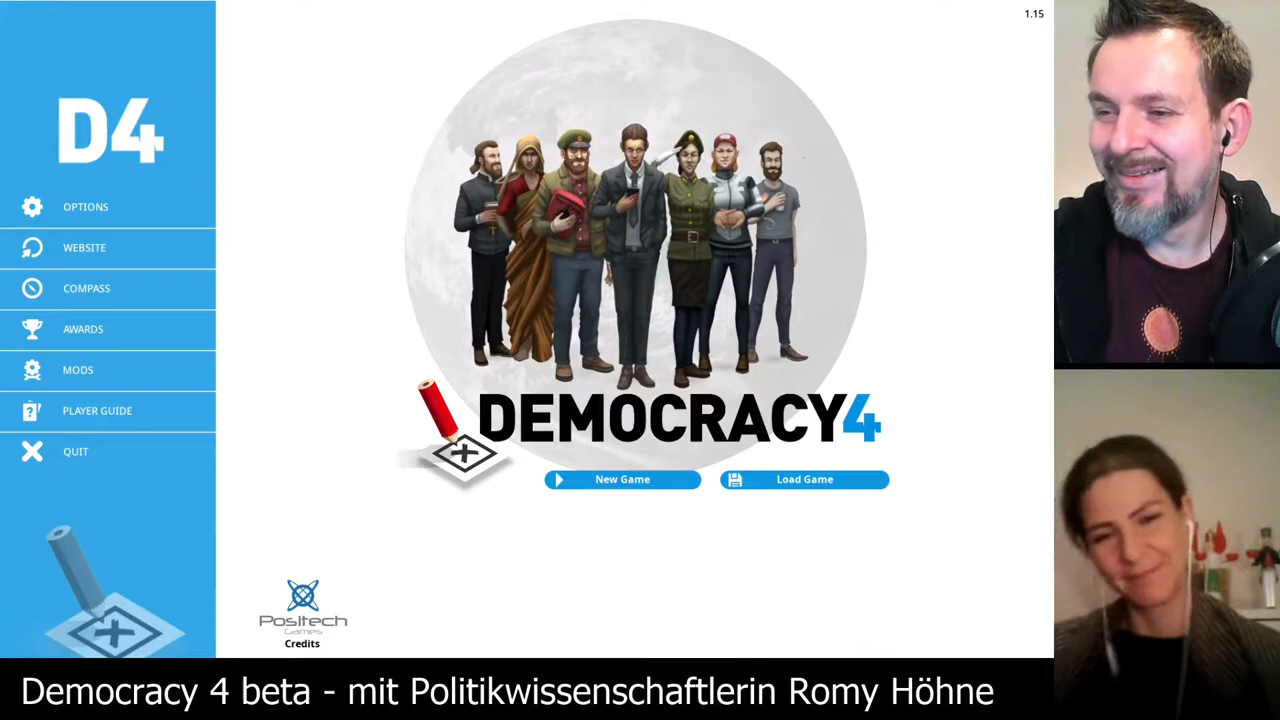 1.15
D4
OPTIONS
WEBSITE
COMPASS
AWARDS
MODS
PLAYER GUIDE
QUIT
DEMOCRACY4
New Game
Load Game
Positech
Games
Credits
Democracy 4 beta - mit Politikwissenschaftlerin Romy Höhne